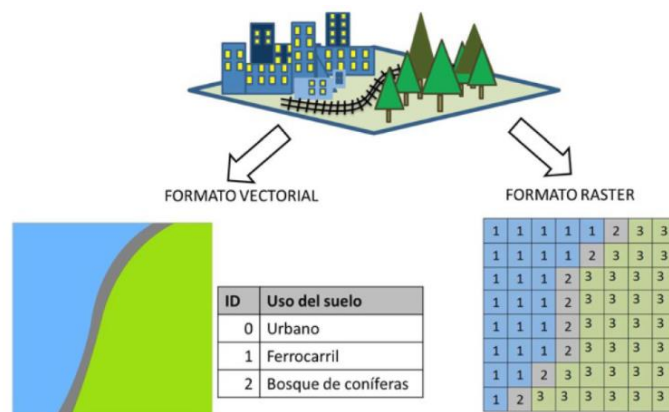 FORMATO VECTORIAL
FORMATO RASTER
ID Uso del suelo
0 Urbano
1 Ferrocarril
2 Bosque de coníferas
1 1 1 1 1 2 3 3
1 1 1 1 2 3 3 3
1 1 1 2 3 3 3 3
1 1 1 2 3 3 3 3
1 1 1 2 3 3 3 3
1 1 1 2 3 3 3 3
1 1 2 3 3 3 3 3
1 2 3 3 3 3 3 3